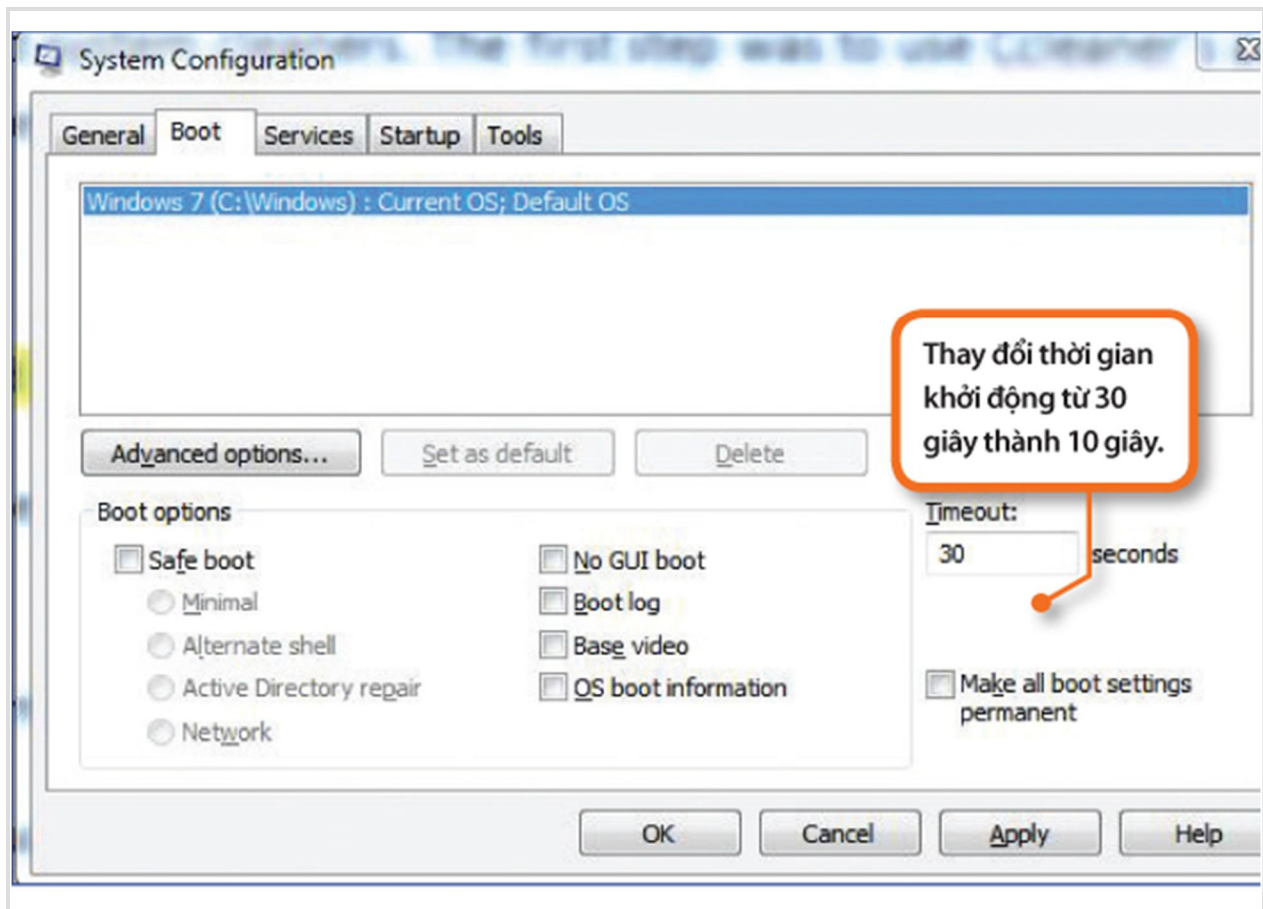 System Configuration
General Boot Services Startup Tools
Windows 7 (C:\Windows) : Current OS; Default OS
Thay đổi thời gian
khởi động từ 30
giây thành 10 giây.
Advanced options... Set as default Delete
Boot options
Safe boot
Minimal
Alternate shell
Active Directory repair
Network
No GUI boot
Boot log
Base video
OS boot information
Timeout:
30 seconds
Make all boot settings
permanent
OK Cancel Apply Help